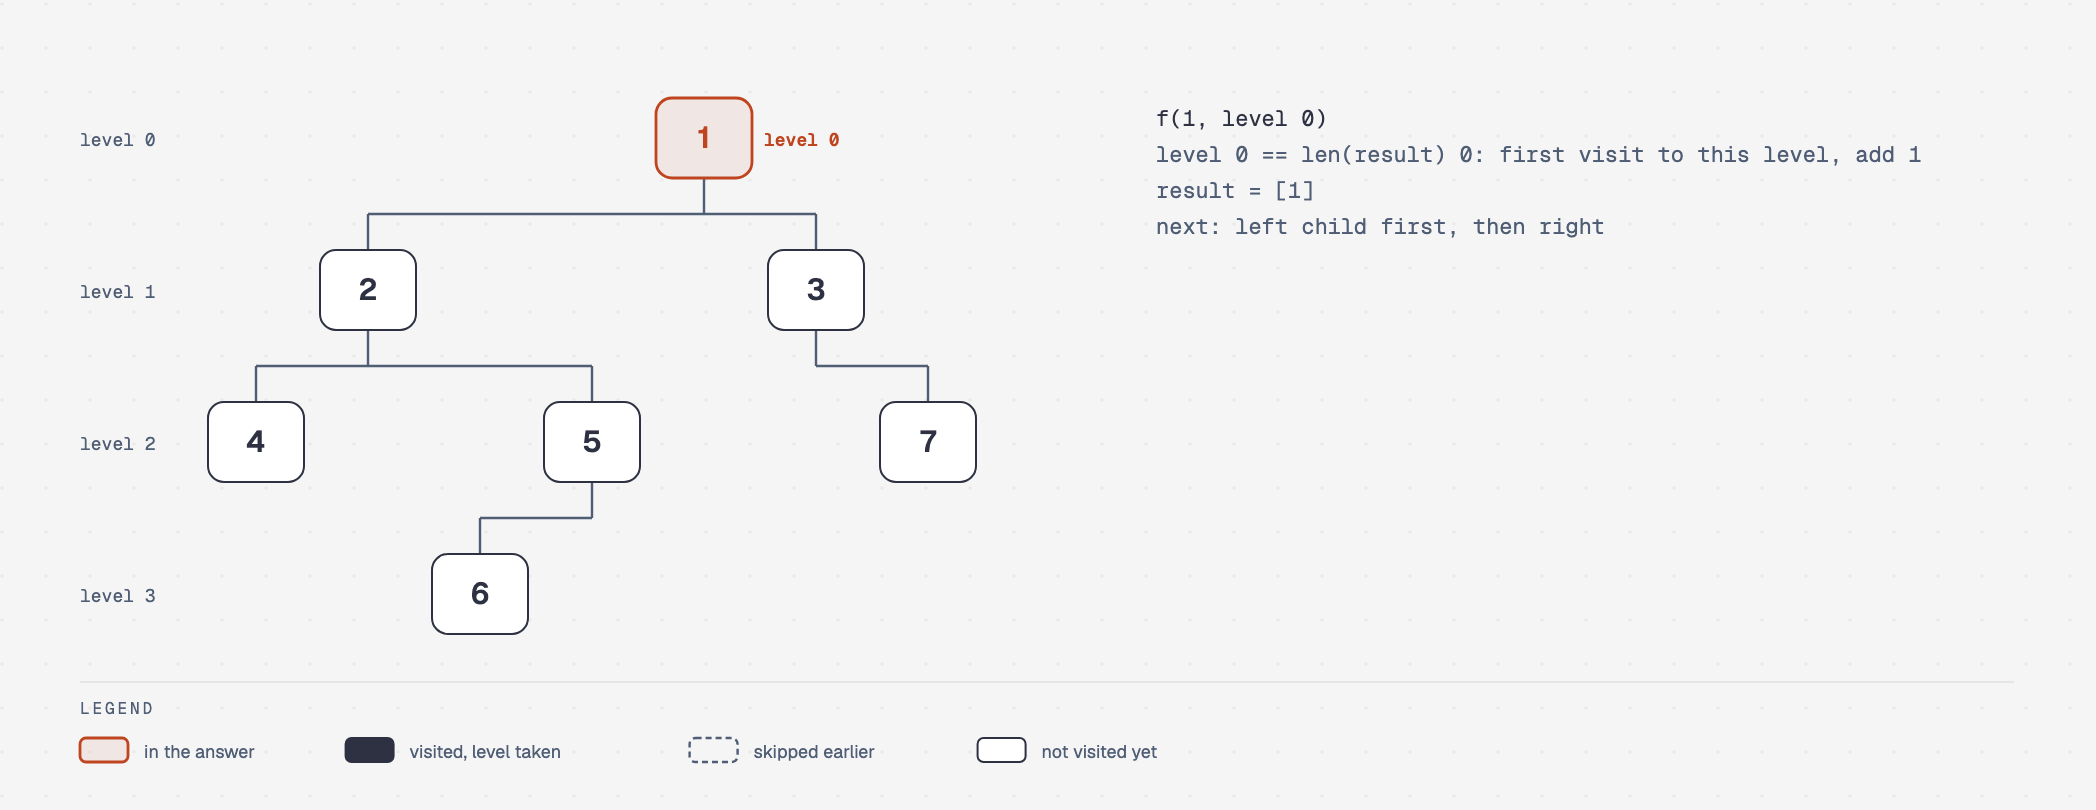 level 0
1
level 0
f(1, level 0)
level 0 == len(result) 0: first visit to this level, add 1
result = [1]
next: left child first, then right
level 1
2
3
level 2
4
5
7
level 3
6
LEGEND
in the answer
visited, level taken
skipped earlier
not visited yet